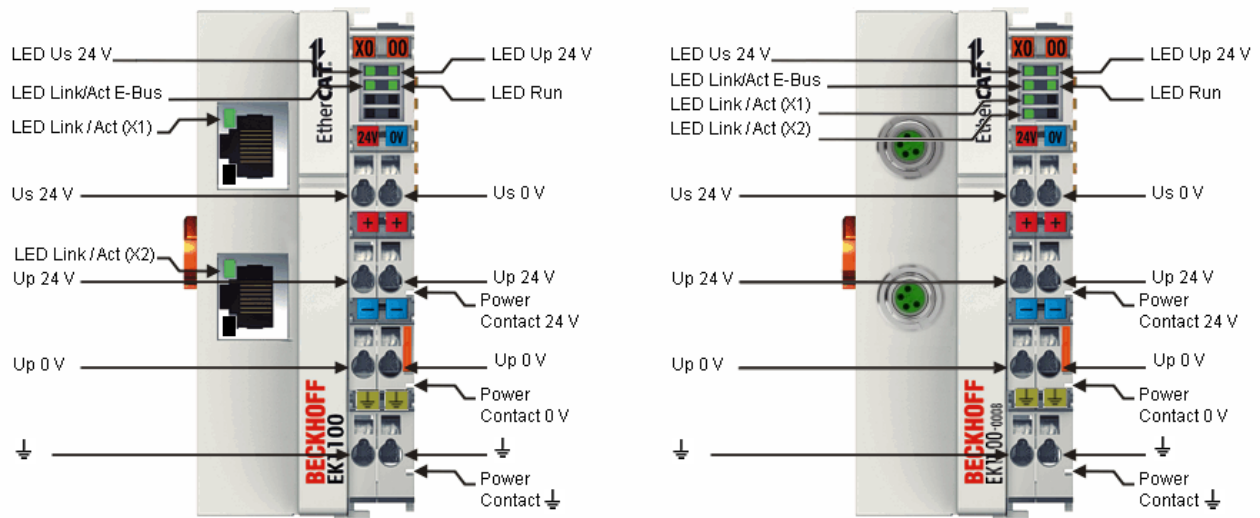 LED Us 24 V
LED Link/Act E-Bus
LED Link / Act (X1)
Us 24 V
LED Link / Act (X2)
Up 24 V
Up 0 V
EtherCAT
X0 00
24V 0V
+ +
− −
BECKHOFF
EK1100
LED Up 24 V
LED Run
Us 0 V
Up 24 V
Power
Contact 24 V
Up 0 V
Power
Contact 0 V
Power
Contact
LED Us 24 V
LED Link/Act E-Bus
LED Link / Act (X1)
LED Link / Act (X2)
Us 24 V
Up 24 V
Up 0 V
EtherCAT
X0 00
24V 0V
+ +
− −
BECKHOFF
EK1100-0008
LED Up 24 V
LED Run
Us 0 V
Up 24 V
Power
Contact 24 V
Up 0 V
Power
Contact 0 V
Power
Contact